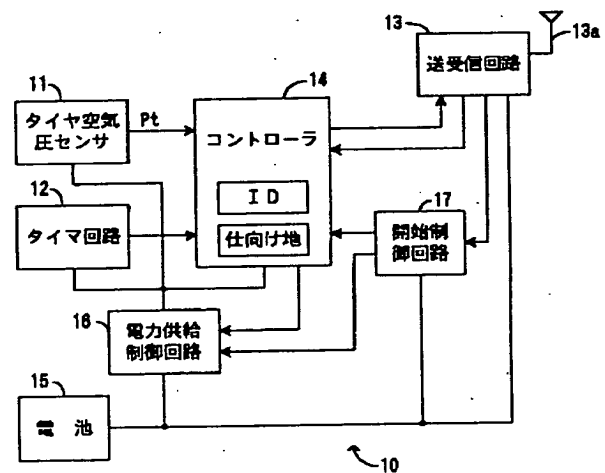 13
13a
送受信回路
11
14
タイヤ空気
圧センサ
Pt
コントローラ
12
ID
17
タイマ回路
仕向け地
開始制
御回路
16
電力供給
制御回路
15
電 池
10